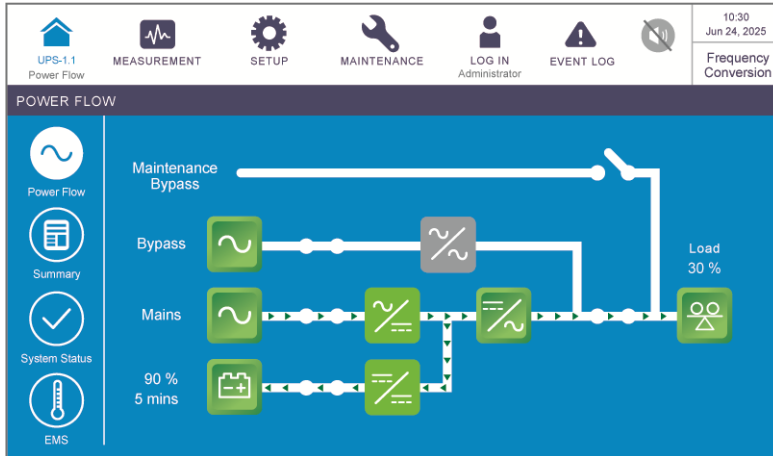 UPS-1.1
Power Flow
MEASUREMENT
SETUP
MAINTENANCE
LOG IN
Administrator
EVENT LOG
10:30
Jun 24, 2025
Frequency
Conversion
POWER FLOW
Power Flow
Summary
System Status
EMS
Maintenance
Bypass
Bypass
Mains
90 %
5 mins
Load
30 %